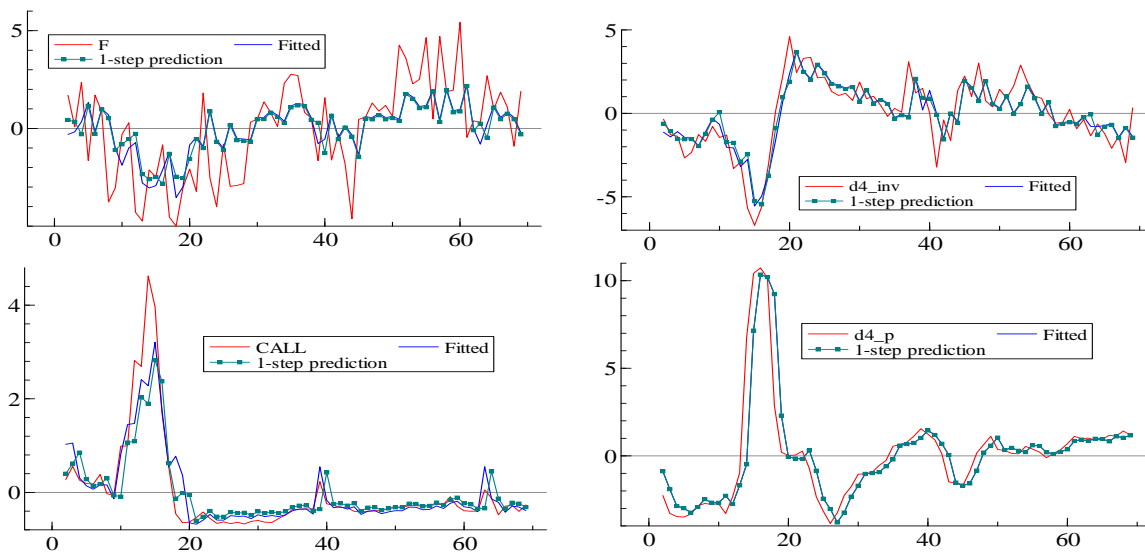 F Fitted
1-step prediction
5
0
0 20 40 60
d4_inv Fitted
1-step prediction
5
0
-5
0 20 40 60
CALL Fitted
1-step prediction
4
2
0
0 20 40 60
d4_p Fitted
1-step prediction
10
5
0
0 20 40 60